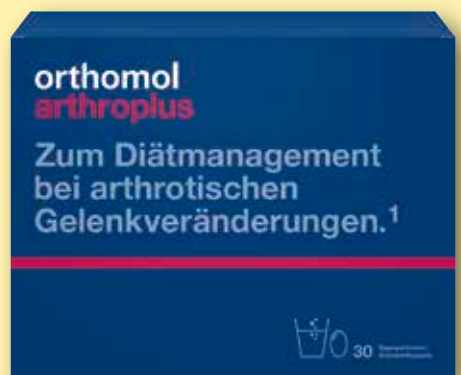 orthomol
arthroplus
Zum Diätmanagement
bei arthrotischen
Gelenkveränderungen.¹
30